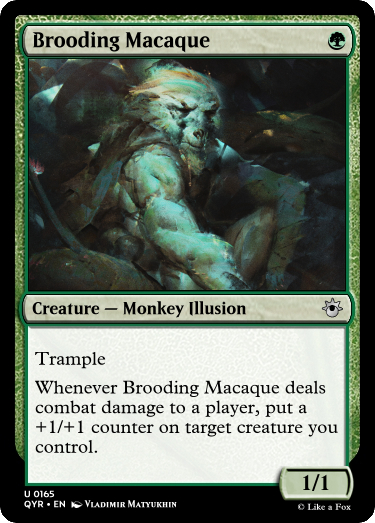 Brooding Macaque
Creature — Monkey Illusion
Trample
Whenever Brooding Macaque deals
combat damage to a player, put a
+1/+1 counter on target creature you
control.
1/1
U 0165
QYR • EN Vladimir Matyukhin
© Like a Fox